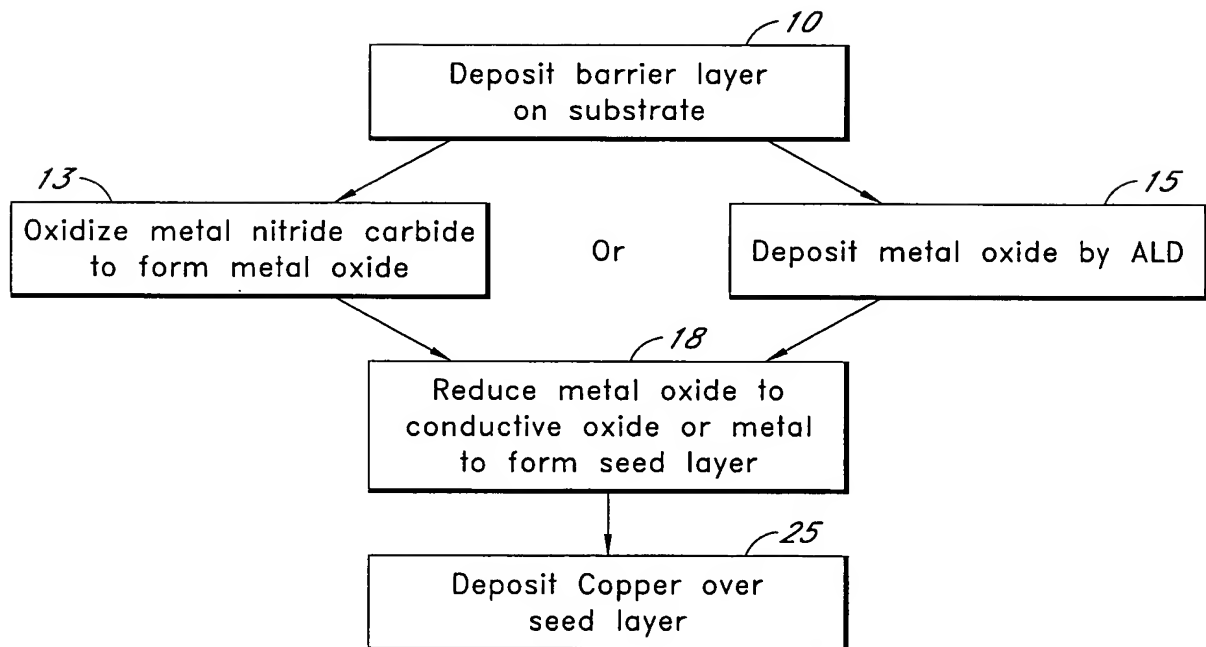 10
Deposit barrier layer
on substrate
13
Oxidize metal nitride carbide
to form metal oxide
Or
15
Deposit metal oxide by ALD
18
Reduce metal oxide to
conductive oxide or metal
to form seed layer
25
Deposit Copper over
seed layer